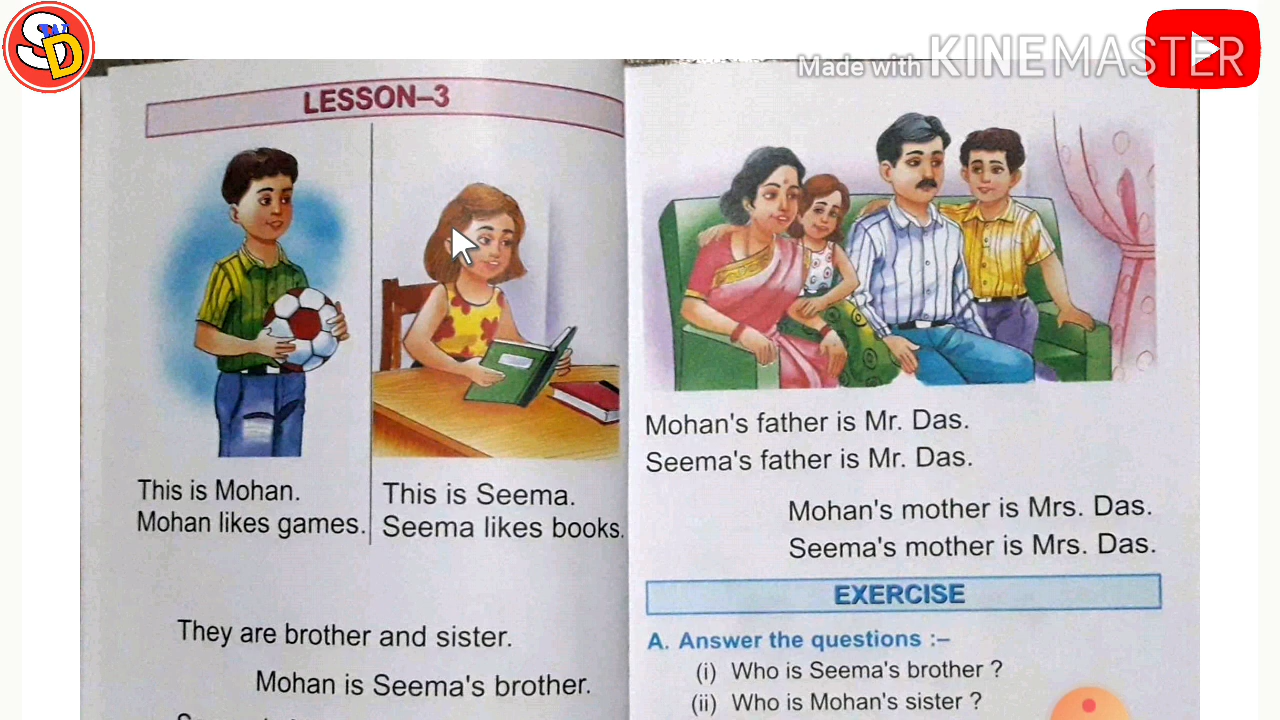 SWD
Made with KINEMASTER
LESSON–3
This is Mohan.
Mohan likes games.
This is Seema.
Seema likes books.
They are brother and sister.
Mohan is Seema's brother.
Mohan's father is Mr. Das.
Seema's father is Mr. Das.
Mohan's mother is Mrs. Das.
Seema's mother is Mrs. Das.
EXERCISE
A. Answer the questions :–
(i) Who is Seema's brother ?
(ii) Who is Mohan's sister ?